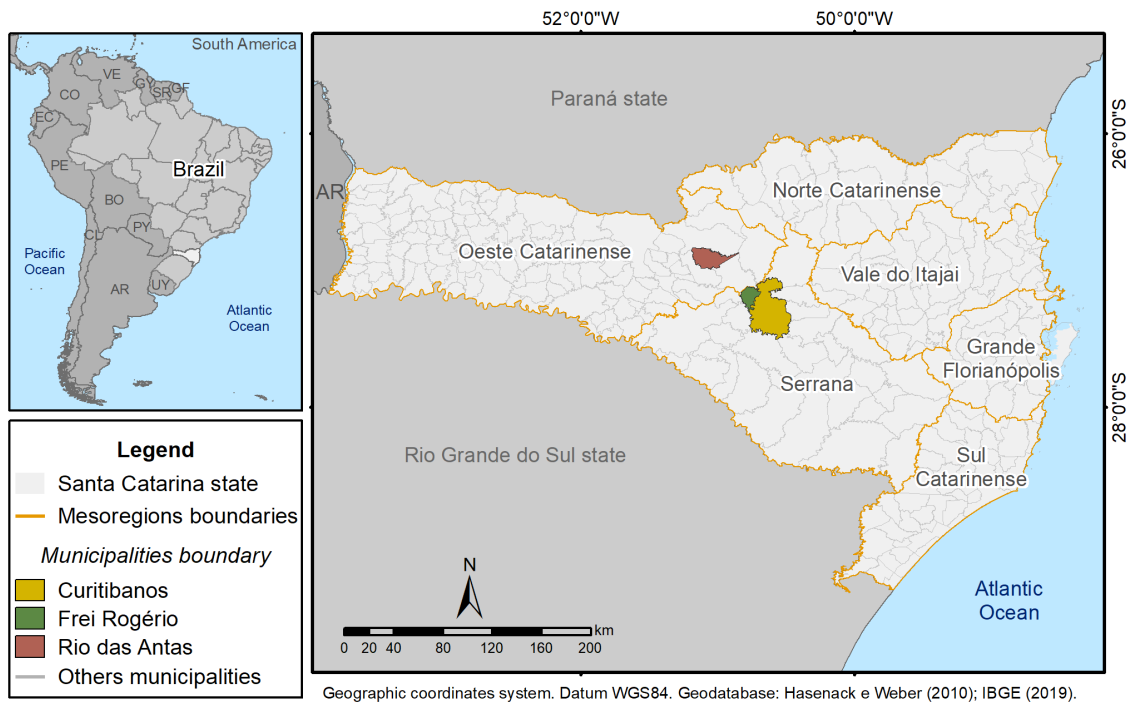 52°0'0"W
50°0'0"W
South America
VE
GY
SR
GF
CO
EC
PE
Brazil
BO
PY
CL
AR
UY
Pacific
Ocean
Atlantic
Ocean
Paraná state
26°0'0"S
AR
Norte Catarinense
Oeste Catarinense
Vale do Itajai
Grande
Florianópolis
Serrana
28°0'0"S
Rio Grande do Sul state
Sul
Catarinense
Atlantic
Ocean
N
km
0 20 40 80 120 160 200
Legend
Santa Catarina state
Mesoregions boundaries
Municipalities boundary
Curitibanos
Frei Rogério
Rio das Antas
Others municipalities
Geographic coordinates system. Datum WGS84. Geodatabase: Hasenack e Weber (2010); IBGE (2019).